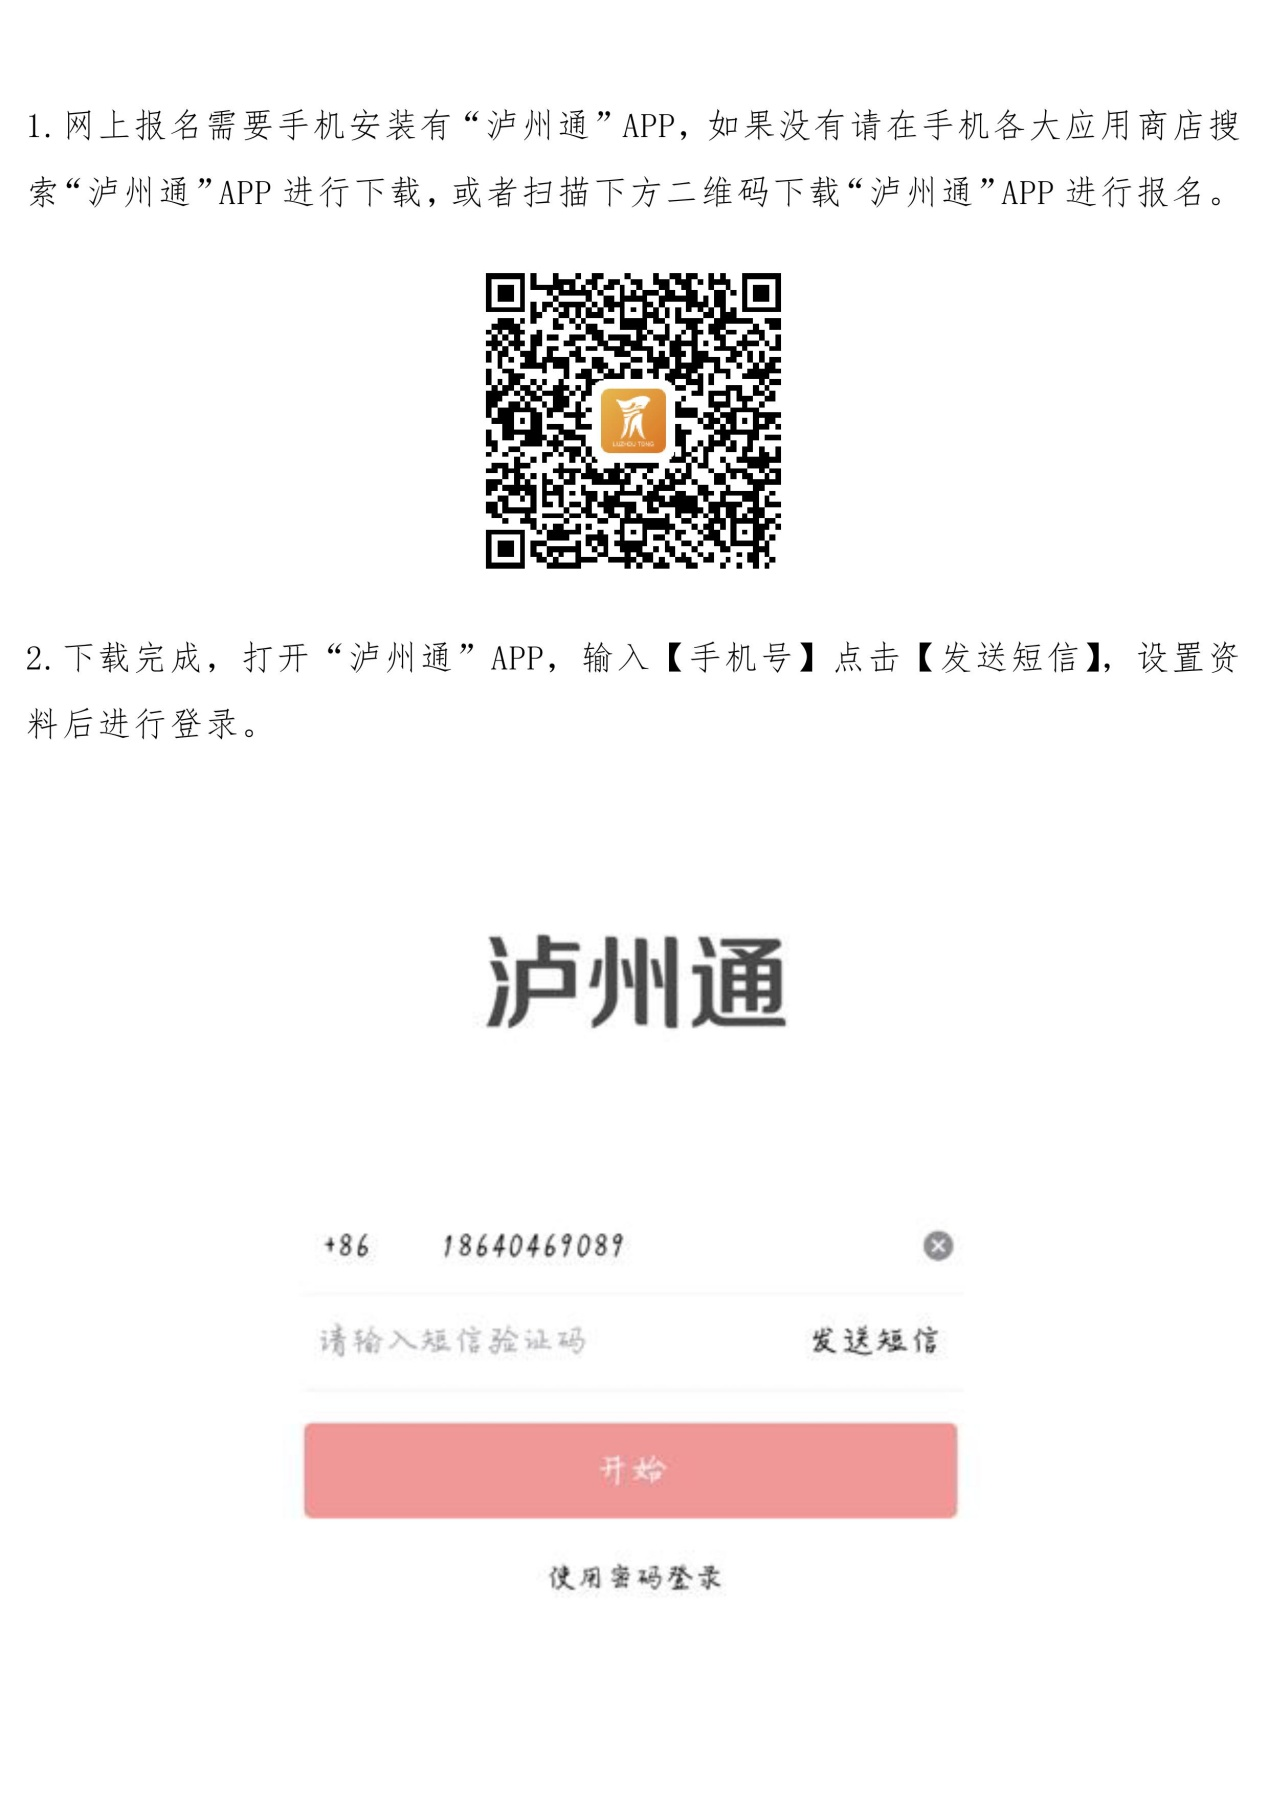 1.网上报名需要手机安装有“泸州通”APP，如果没有请在手机各大应用商店搜
索“泸州通”APP进行下载，或者扫描下方二维码下载“泸州通”APP进行报名。
LUZHOU TONG
2.下载完成，打开“泸州通”APP，输入【手机号】点击【发送短信】，设置资
料后进行登录。
泸州通
+86 18640469089
请输入短信验证码 发送短信
开始
使用密码登录